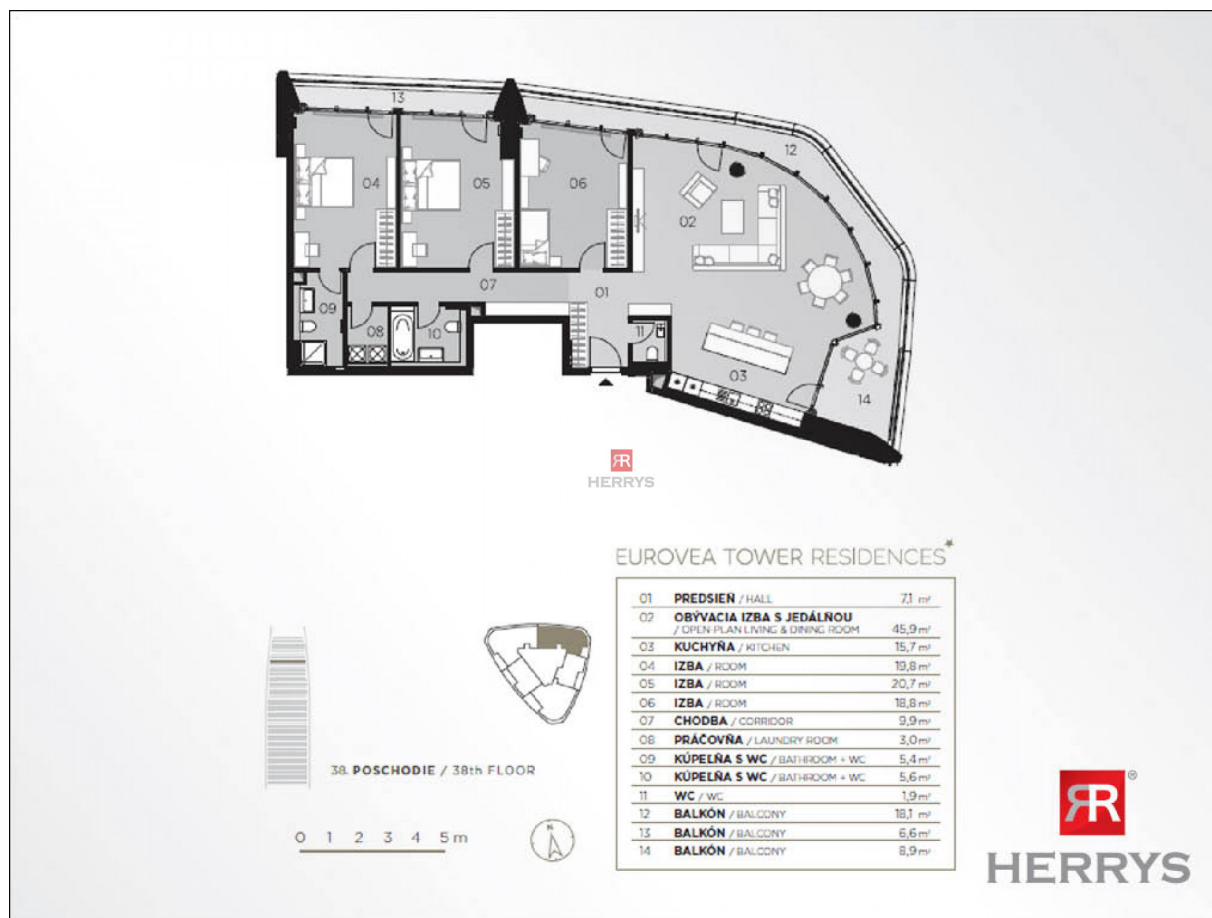 13
12
04
05
06
02
07
01
09
08
10
11
03
14
RR
HERRYS
EUROVEA TOWER RESIDENCES*
01 PREDSIEŇ / HALL 7,1 m²
02 OBÝVACIA IZBA S JEDÁLŇOU
/ OPEN-PLAN LIVING & DINING ROOM 45,9 m²
03 KUCHYŇA / KITCHEN 15,7 m²
04 IZBA / ROOM 19,8 m²
05 IZBA / ROOM 20,7 m²
06 IZBA / ROOM 18,8 m²
07 CHODBA / CORRIDOR 9,9 m²
08 PRÁČOVŇA / LAUNDRY ROOM 3,0 m²
09 KÚPEĽŇA S WC / BATHROOM + WC 5,4 m²
10 KÚPEĽŇA S WC / BATHROOM + WC 5,6 m²
11 WC / WC 1,9 m²
12 BALKÓN / BALCONY 18,1 m²
13 BALKÓN / BALCONY 6,6 m²
14 BALKÓN / BALCONY 8,9 m²
38. POSCHODIE / 38th FLOOR
0 1 2 3 4 5 m
N
RR®
HERRYS